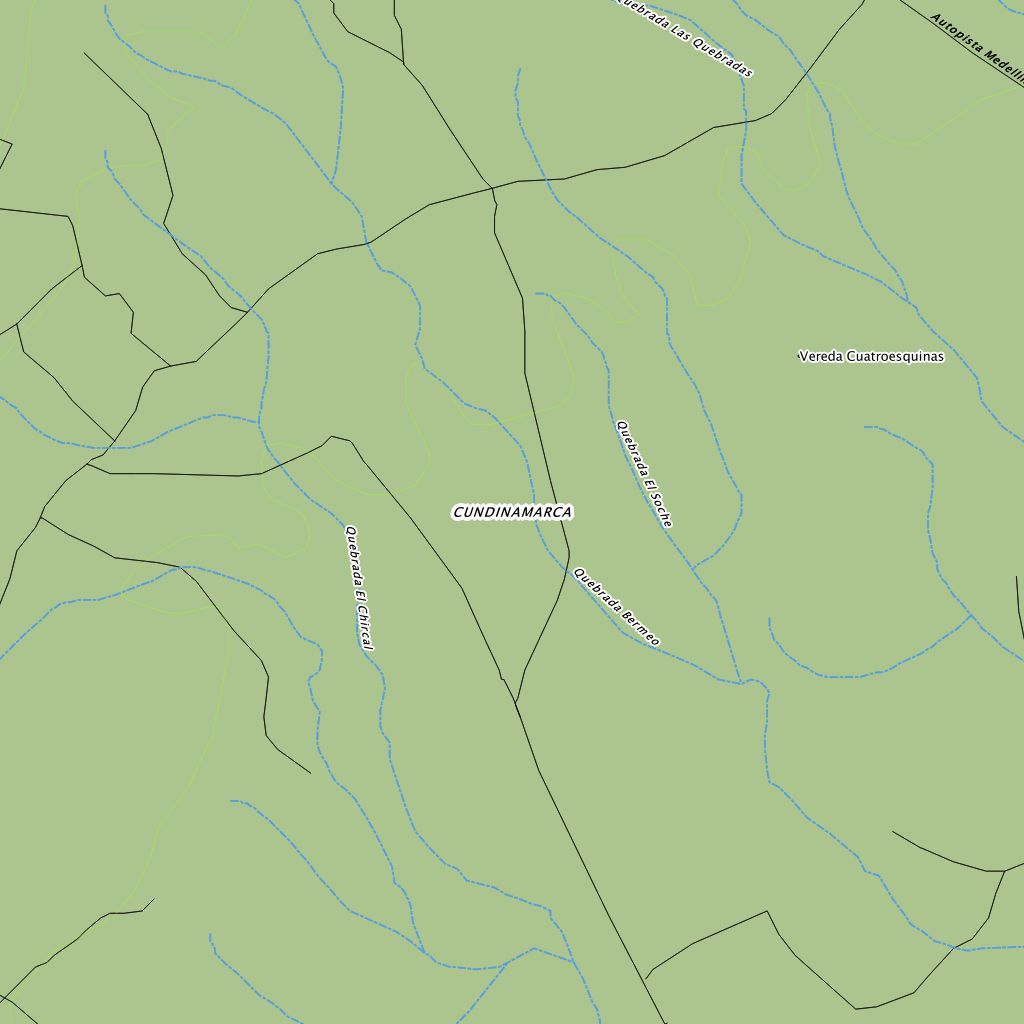 Quebrada Las Quebradas
Autopista Medellín
Vereda Cuatroesquinas
Quebrada El Soche
CUNDINAMARCA
Quebrada El Chircal
Quebrada Bermeo